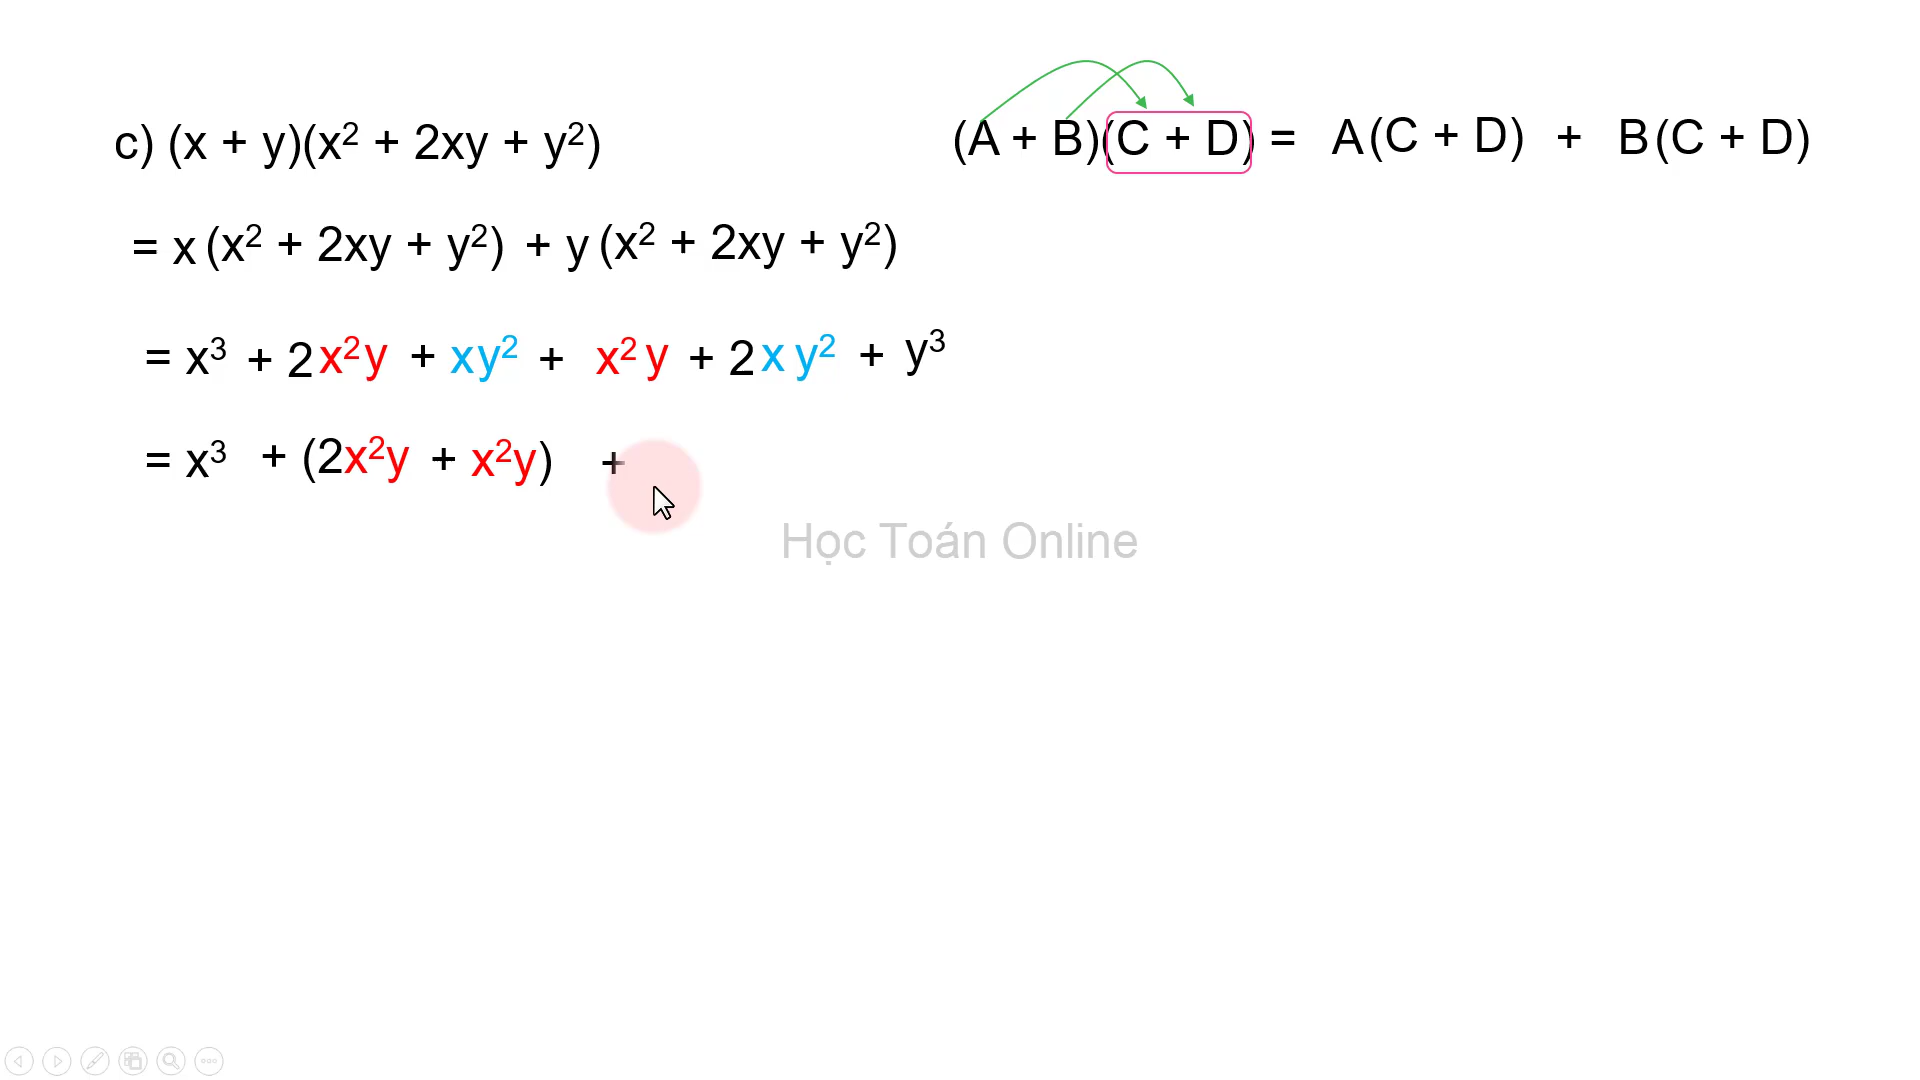 c) (x + y)(x² + 2xy + y²)
(A + B)(C + D) = A(C + D) + B(C + D)
= x(x² + 2xy + y²) + y(x² + 2xy + y²)
= x³ + 2x²y + xy² + x²y + 2xy² + y³
= x³ + (2x²y + x²y) +
Học Toán Online